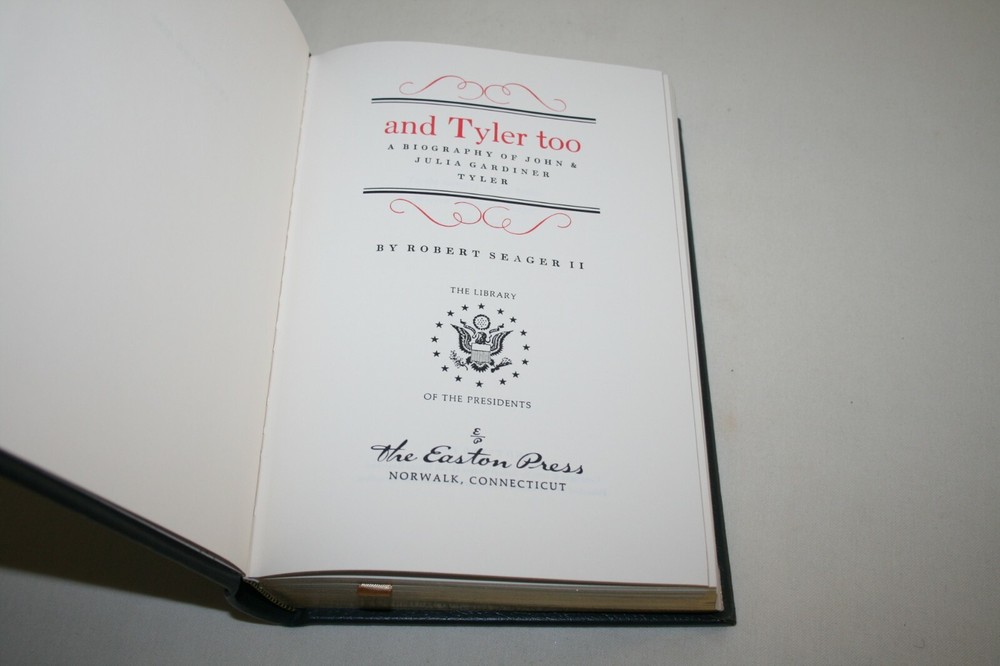 and Tyler too
A BIOGRAPHY OF JOHN &
JULIA GARDINER
TYLER
BY ROBERT SEAGER II
THE LIBRARY
OF THE PRESIDENTS
E/P
the Easton Press
NORWALK, CONNECTICUT